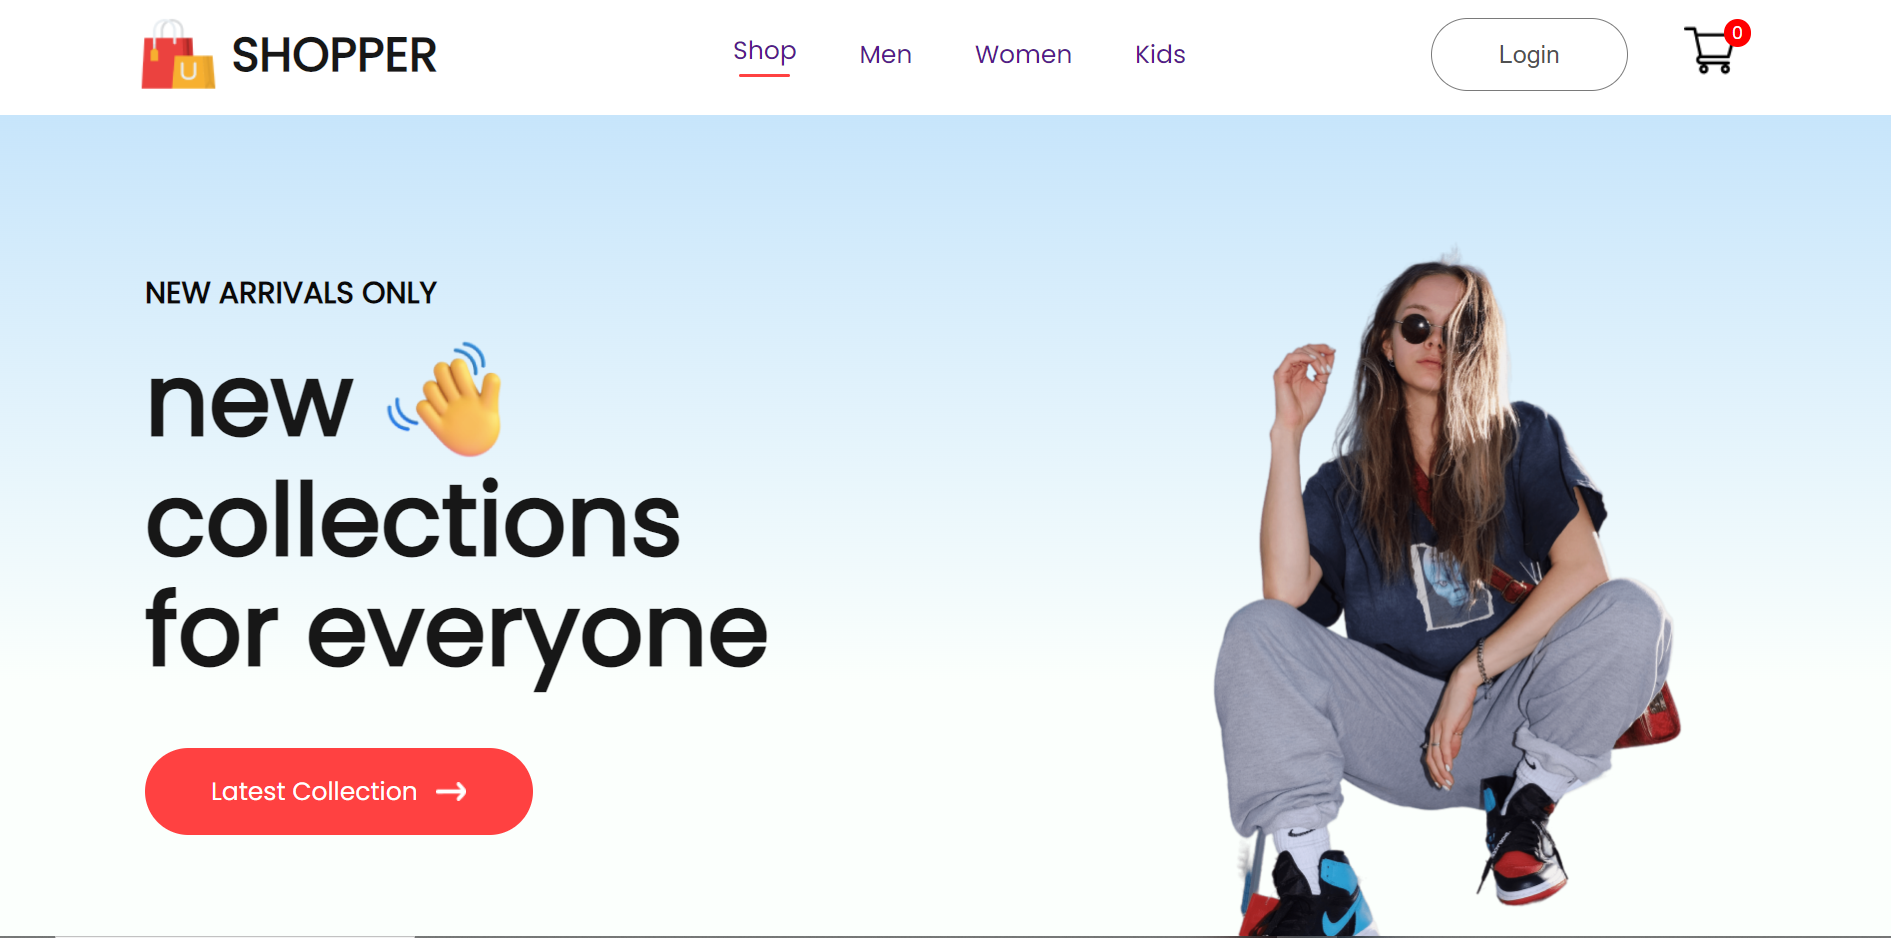 U
SHOPPER
Shop
Men
Women
Kids
Login
0
NEW ARRIVALS ONLY
new
collections
for everyone
Latest Collection